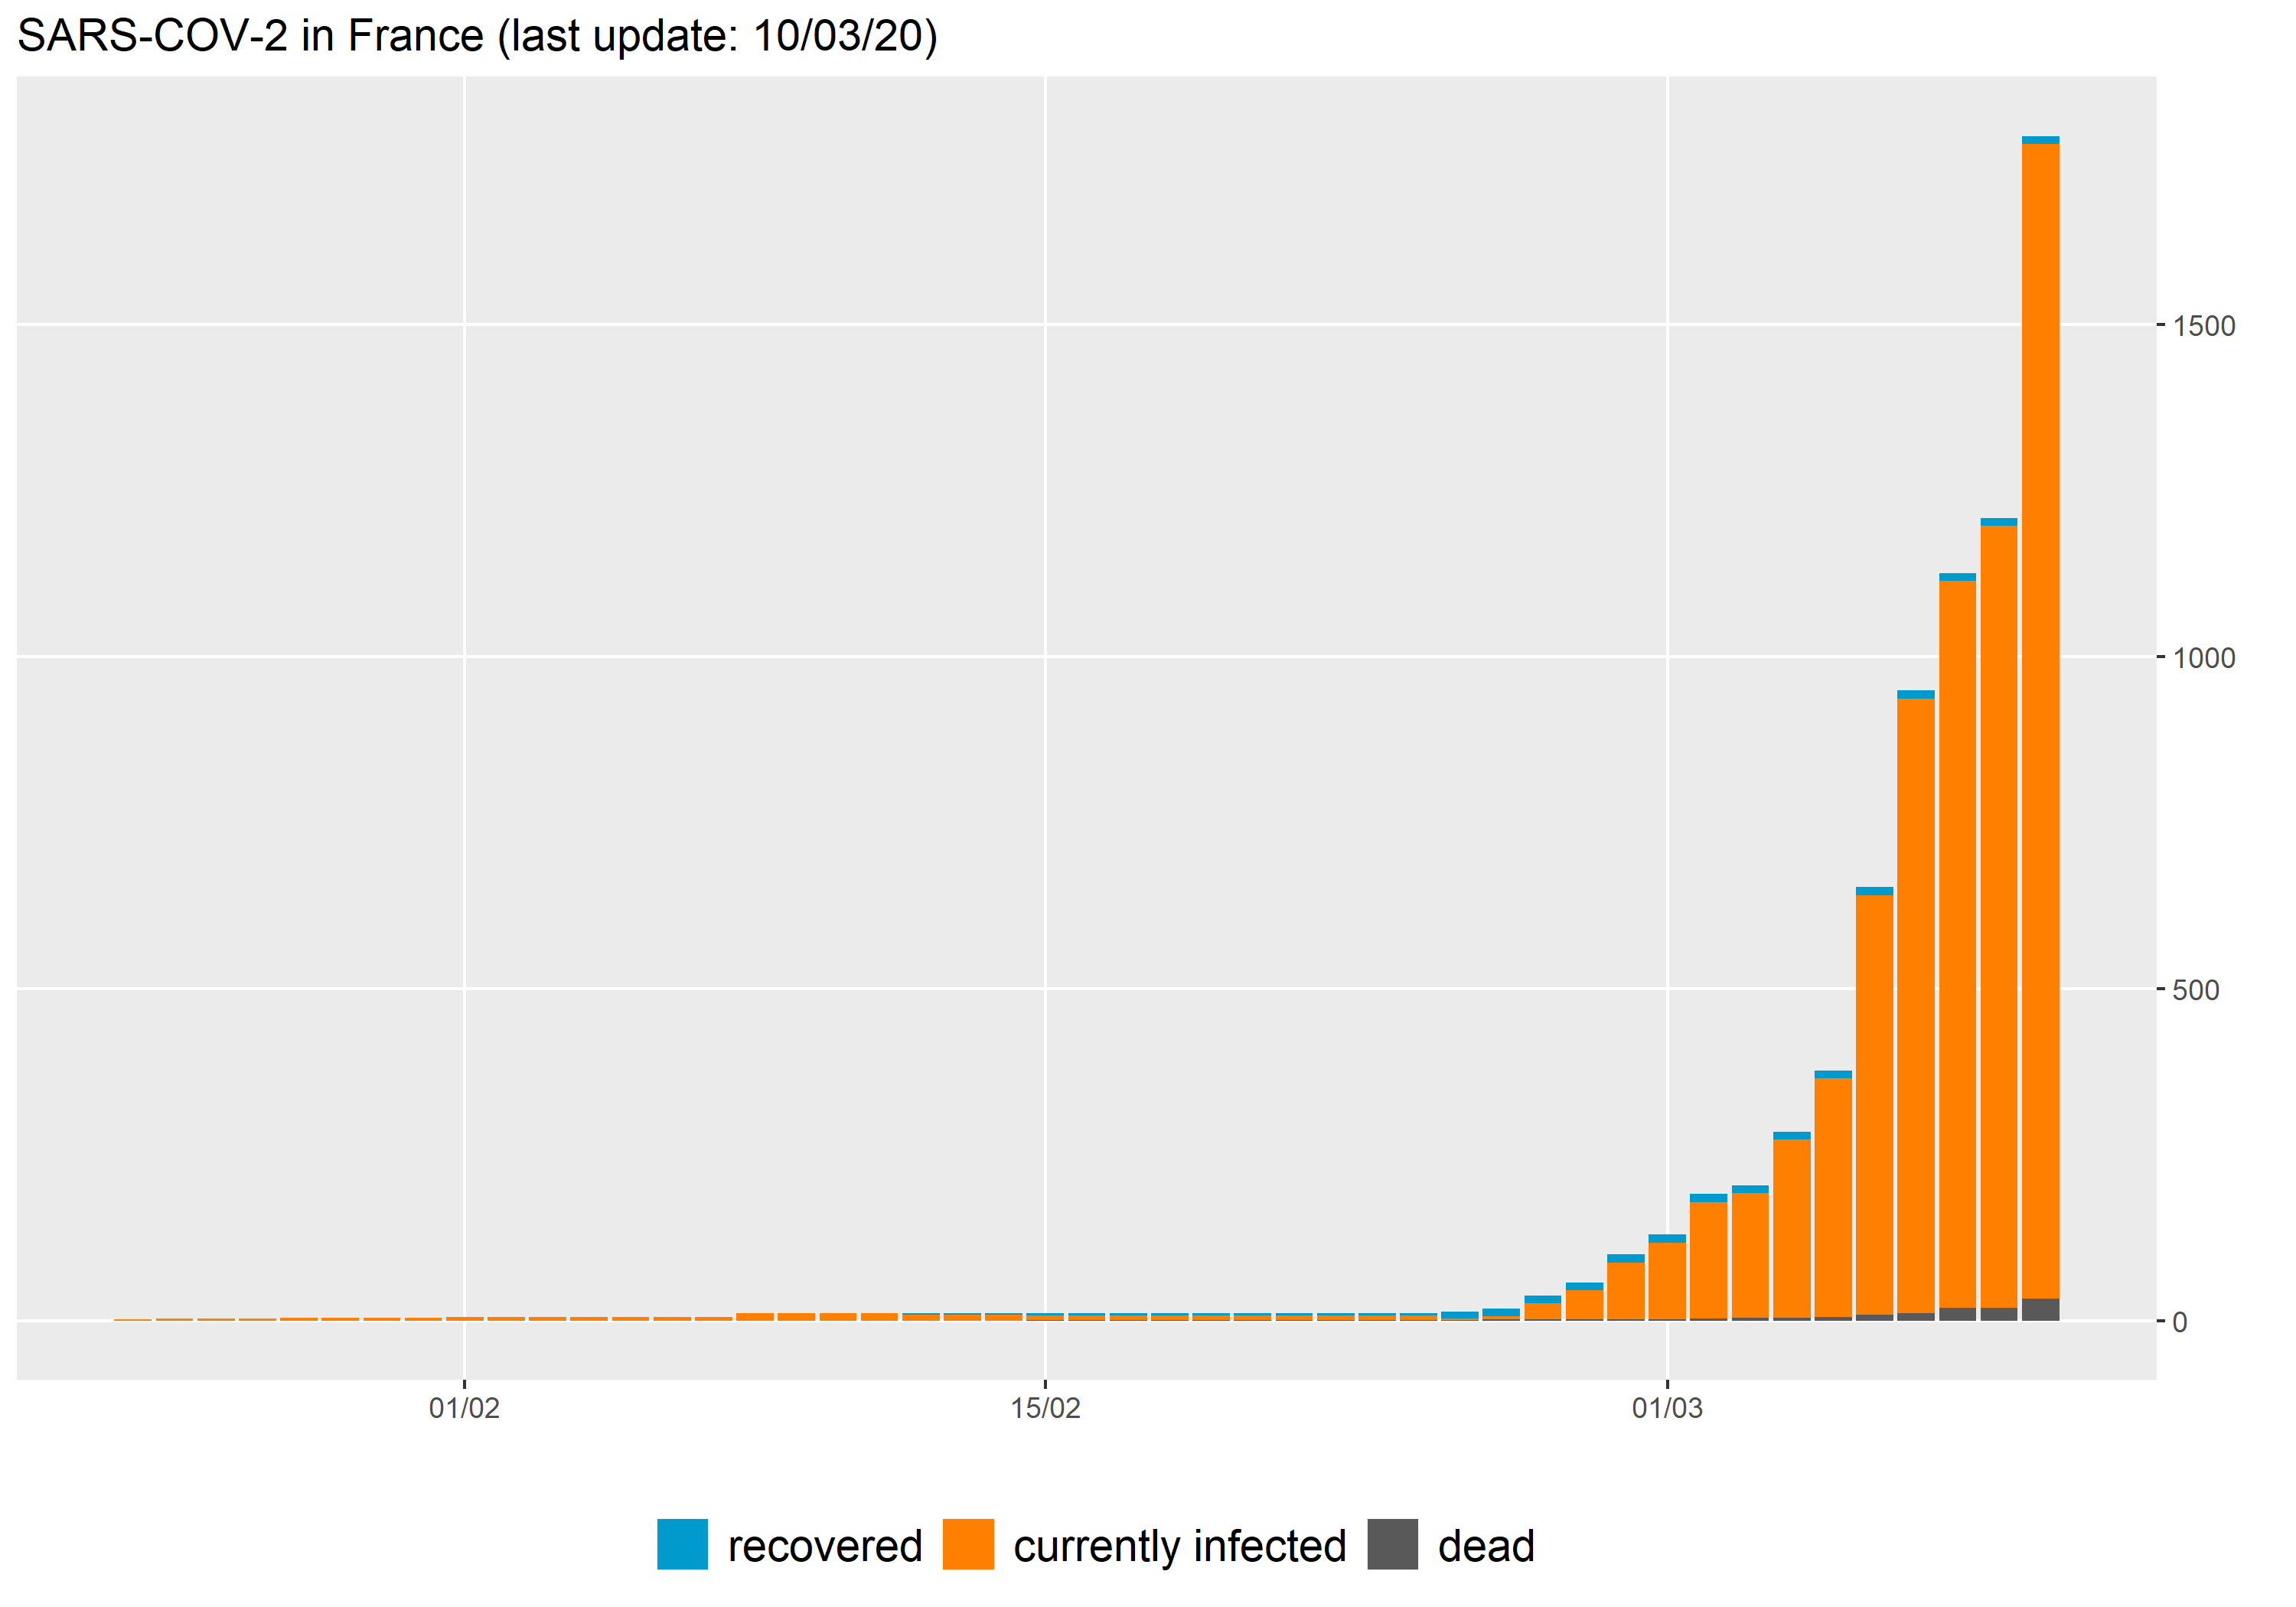 SARS-COV-2 in France (last update: 10/03/20)
1500
1000
500
0
01/02 15/02 01/03
recovered currently infected dead